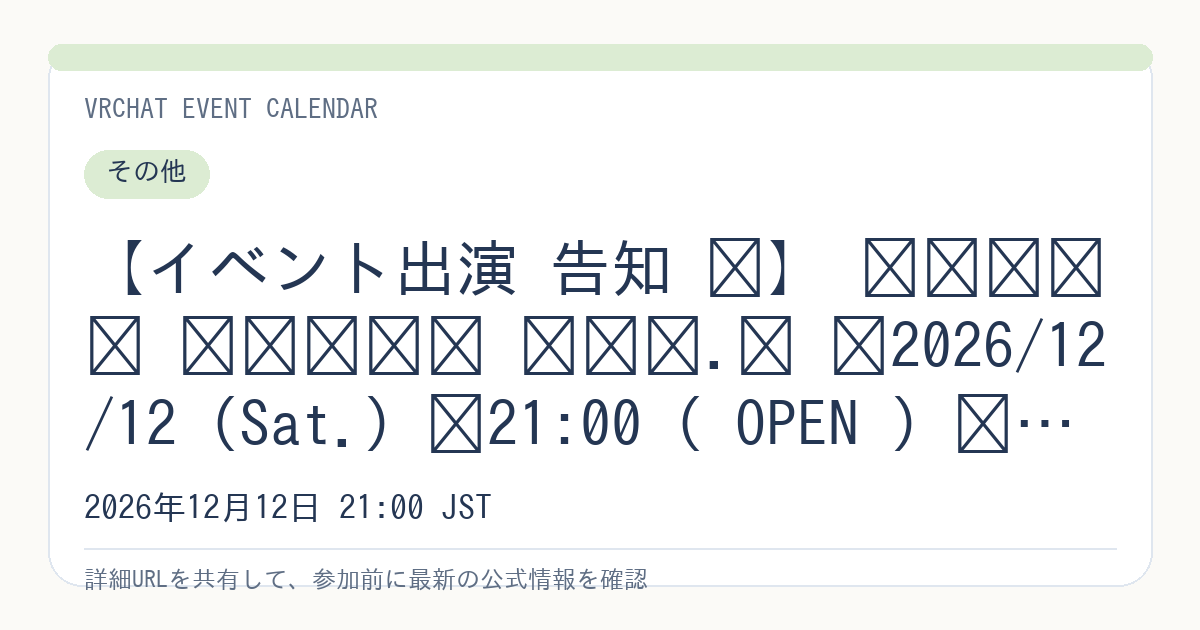 VRCHAT EVENT CALENDAR
その他
【イベント出演 告知 】
. 2026/12
/12 (Sat.) 21:00 ( OPEN ) …
2026年12月12日 21:00 JST
詳細URLを共有して、参加前に最新の公式情報を確認